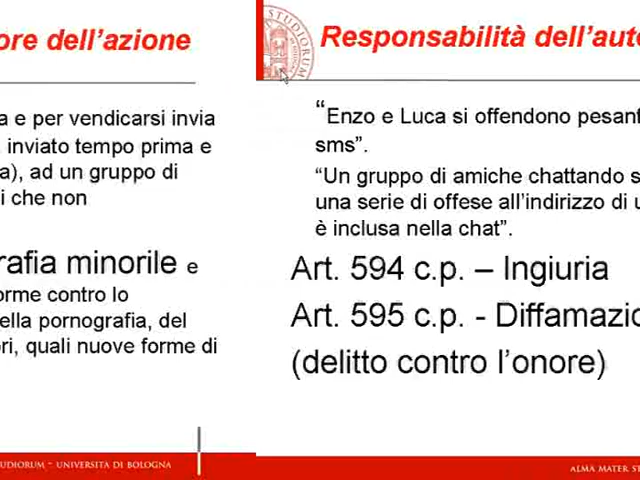 ore dell'azione
a e per vendicarsi invia
inviato tempo prima e
a), ad un gruppo di
i che non
rafia minorile e
orme contro lo
ella pornografia, del
ori, quali nuove forme di
UDIORUM - UNIVERSITA DI BOLOGNA
STUDIORUM
Responsabilità dell'auto
“Enzo e Luca si offendono pesant
sms”.
“Un gruppo di amiche chattando s
una serie di offese all'indirizzo di u
è inclusa nella chat”.
Art. 594 c.p. – Ingiuria
Art. 595 c.p. - Diffamazio
(delitto contro l'onore)
ALMA MATER ST